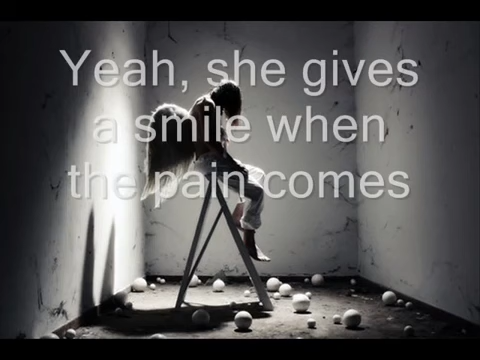 Yeah, she gives
a smile when
the pain comes